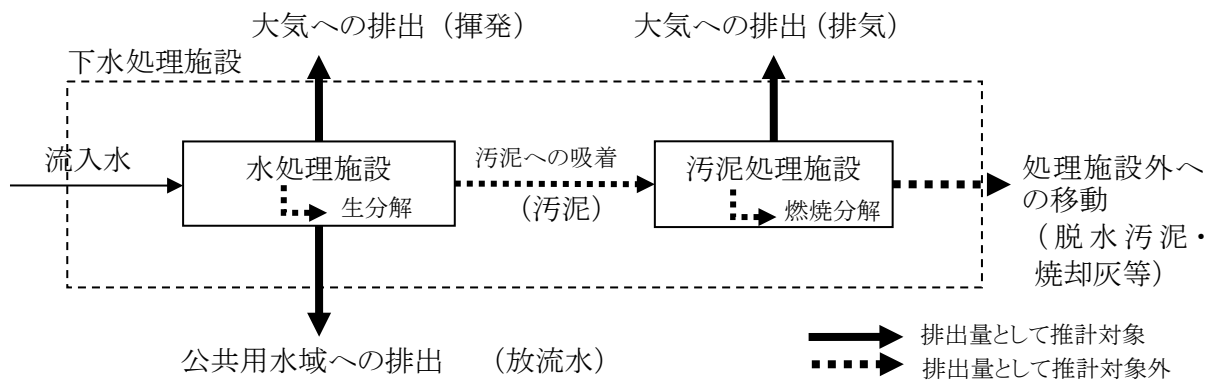 大気への排出（揮発）
大気への排出（排気）
下水処理施設
流入水
水処理施設
生分解
汚泥への吸着
（汚泥）
汚泥処理施設
燃焼分解
処理施設外へ
の移動
（脱水汚泥・
焼却灰等）
公共用水域への排出　（放流水）
排出量として推計対象
排出量として推計対象外